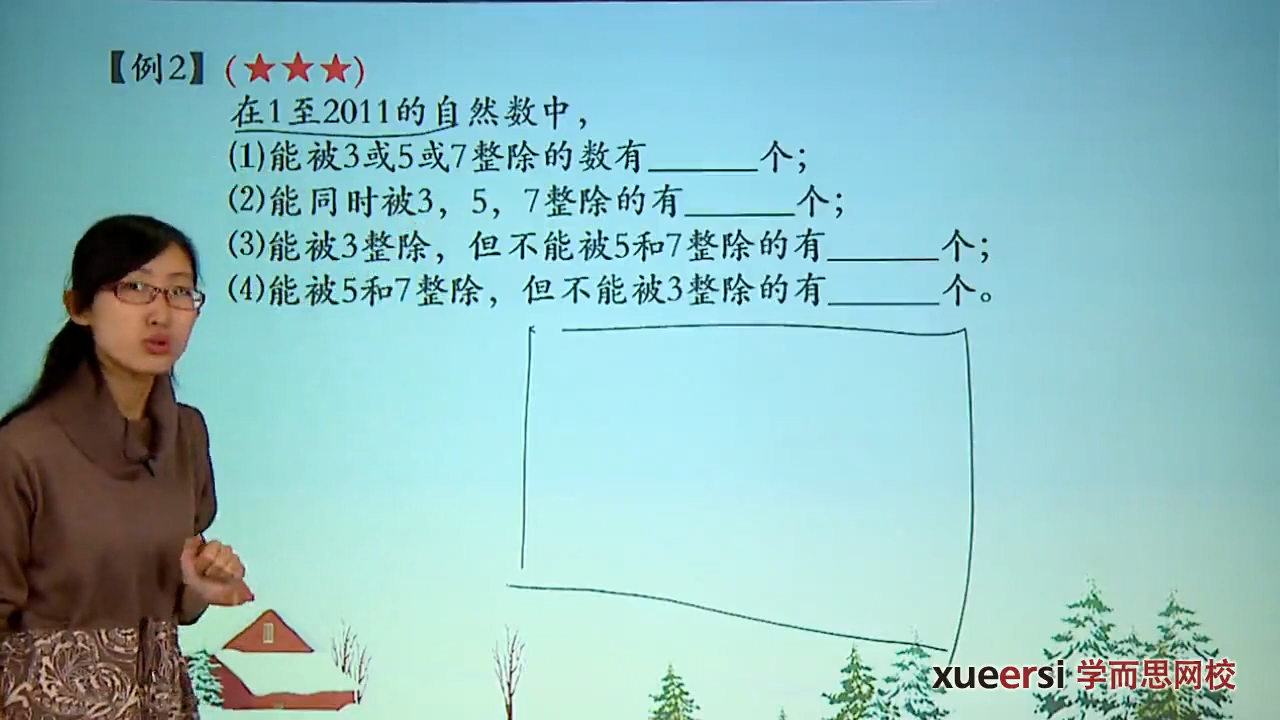 【例2】(★★★)
在1至2011的自然数中，
(1)能被3或5或7整除的数有______个；
(2)能同时被3，5，7整除的有______个；
(3)能被3整除，但不能被5和7整除的有______个；
(4)能被5和7整除，但不能被3整除的有______个。
xueersi 学而思网校